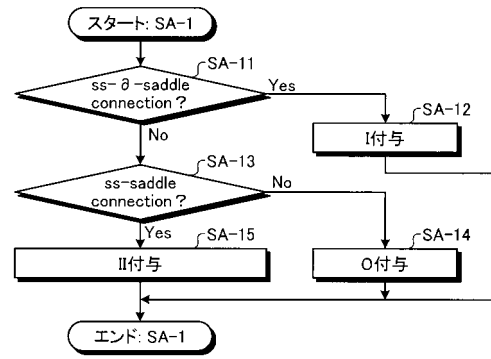 スタート: SA-1
SA-11
ss-∂-saddle
connection?
Yes
SA-12
I付与
No
SA-13
ss-saddle
connection?
No
Yes
SA-15
II付与
SA-14
O付与
エンド: SA-1